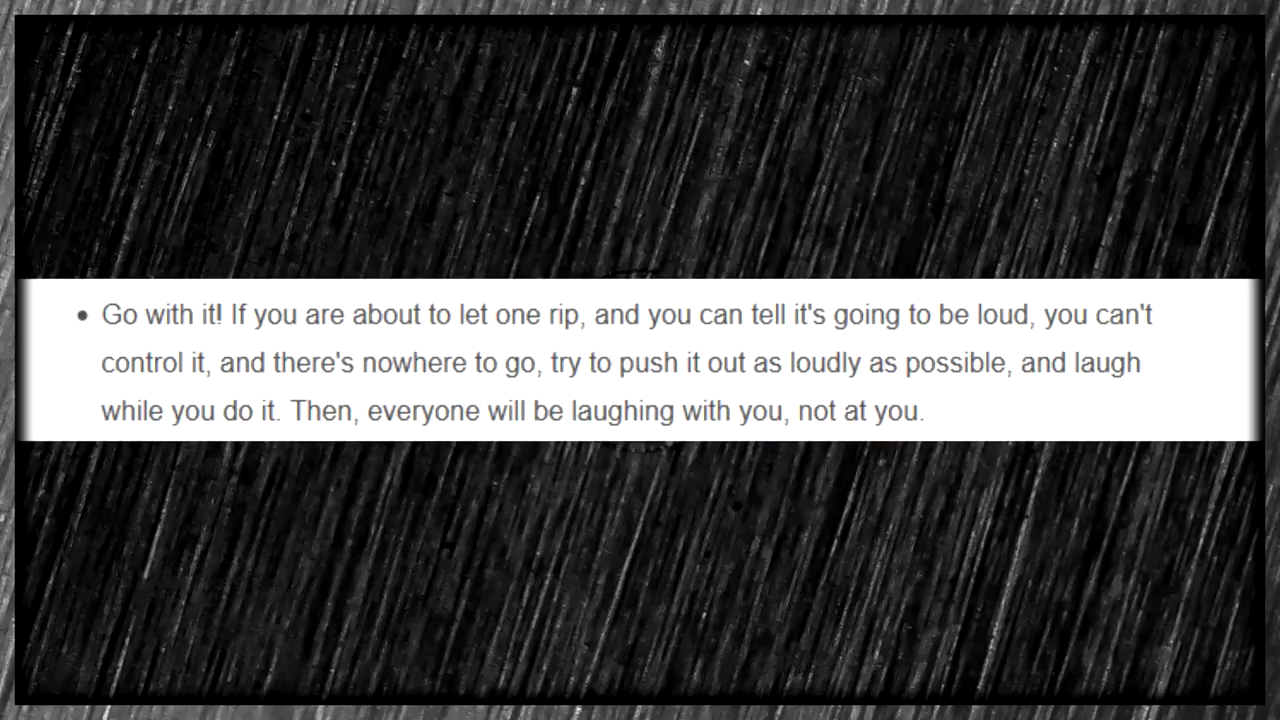 • Go with it! If you are about to let one rip, and you can tell it's going to be loud, you can't
control it, and there's nowhere to go, try to push it out as loudly as possible, and laugh
while you do it. Then, everyone will be laughing with you, not at you.